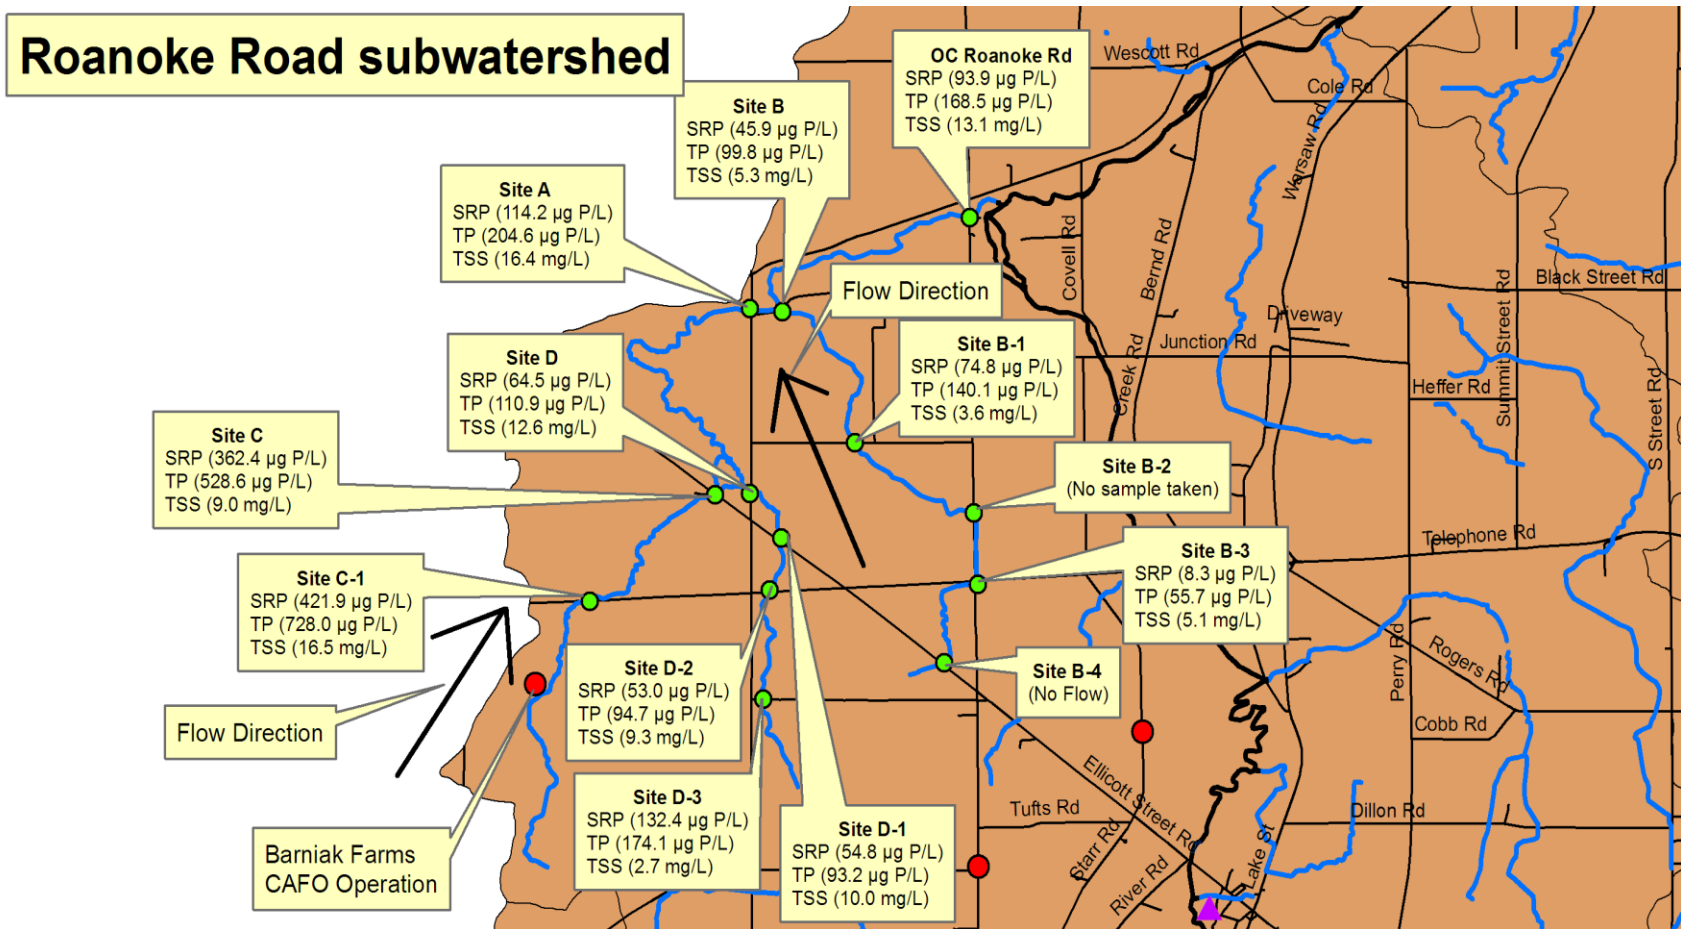 Roanoke Road subwatershed
OC Roanoke Rd
SRP (93.9 µg P/L)
TP (168.5 µg P/L)
TSS (13.1 mg/L)
Site B
SRP (45.9 µg P/L)
TP (99.8 µg P/L)
TSS (5.3 mg/L)
Site A
SRP (114.2 µg P/L)
TP (204.6 µg P/L)
TSS (16.4 mg/L)
Flow Direction
Site B-1
SRP (74.8 µg P/L)
TP (140.1 µg P/L)
TSS (3.6 mg/L)
Site D
SRP (64.5 µg P/L)
TP (110.9 µg P/L)
TSS (12.6 mg/L)
Site C
SRP (362.4 µg P/L)
TP (528.6 µg P/L)
TSS (9.0 mg/L)
Site B-2
(No sample taken)
Site B-3
SRP (8.3 µg P/L)
TP (55.7 µg P/L)
TSS (5.1 mg/L)
Site C-1
SRP (421.9 µg P/L)
TP (728.0 µg P/L)
TSS (16.5 mg/L)
Site B-4
(No Flow)
Site D-2
SRP (53.0 µg P/L)
TP (94.7 µg P/L)
TSS (9.3 mg/L)
Flow Direction
Site D-3
SRP (132.4 µg P/L)
TP (174.1 µg P/L)
TSS (2.7 mg/L)
Site D-1
SRP (54.8 µg P/L)
TP (93.2 µg P/L)
TSS (10.0 mg/L)
Barniak Farms
CAFO Operation
Wescott Rd
Cole Rd
Warsaw Rd
Covell Rd
Bernd Rd
Black Street Rd
Summit Street Rd
Driveway
Junction Rd
Creek Rd
Heffer Rd
S Street Rd
Telephone Rd
Perry Rd
Rogers Rd
Cobb Rd
Ellicott Street Rd
Tufts Rd
Dillon Rd
Starr Rd
River Rd
Lake St